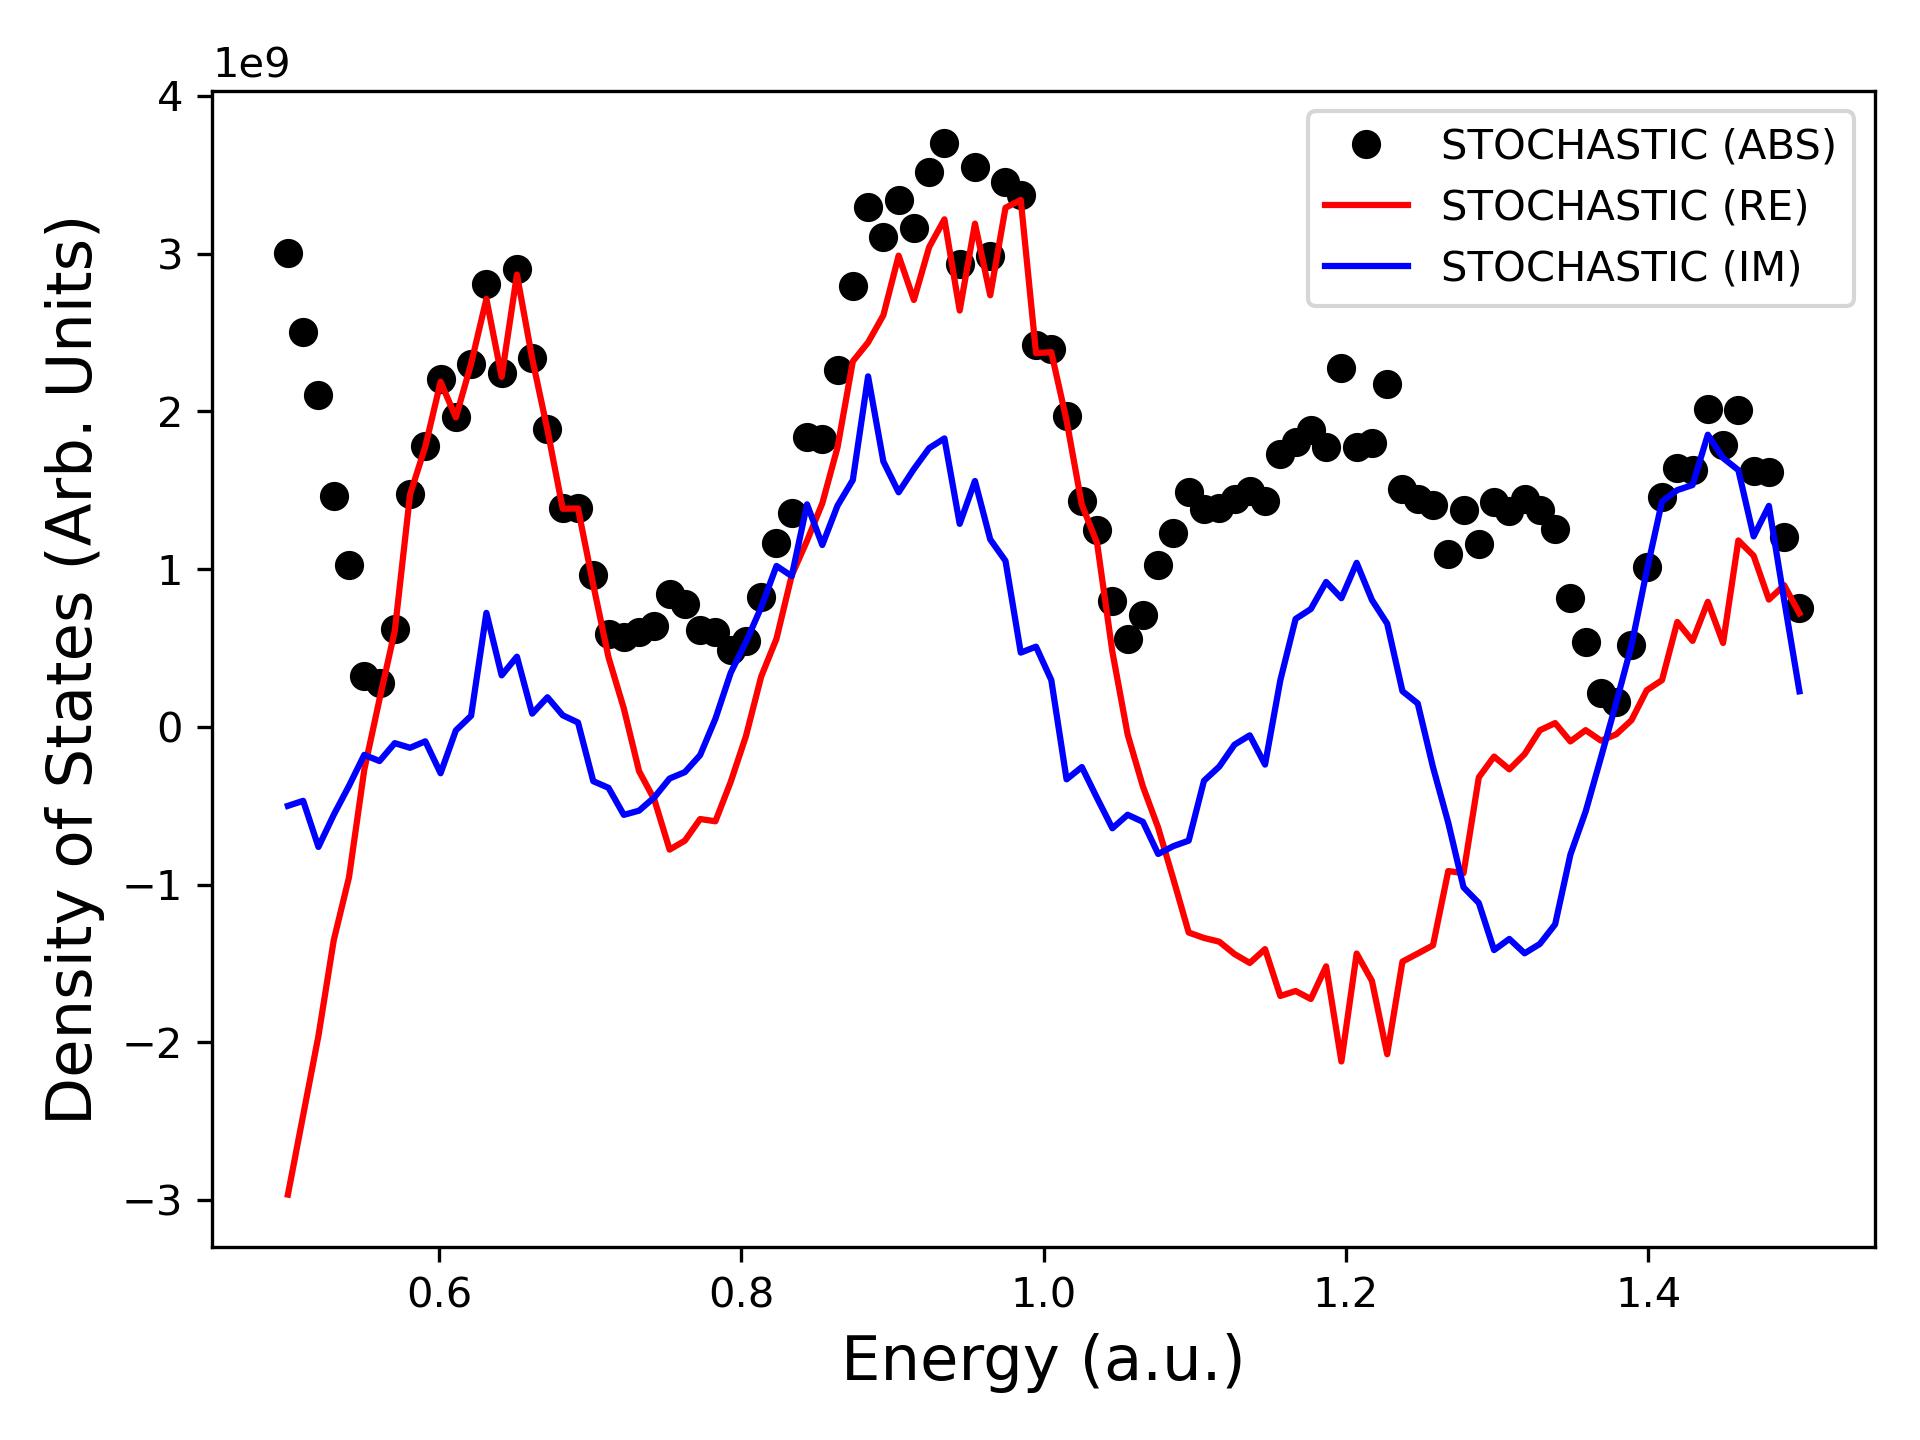 1e9
4
3
2
1
0
−1
−2
−3
Density of States (Arb. Units)
STOCHASTIC (ABS)
STOCHASTIC (RE)
STOCHASTIC (IM)
0.6 0.8 1.0 1.2 1.4
Energy (a.u.)